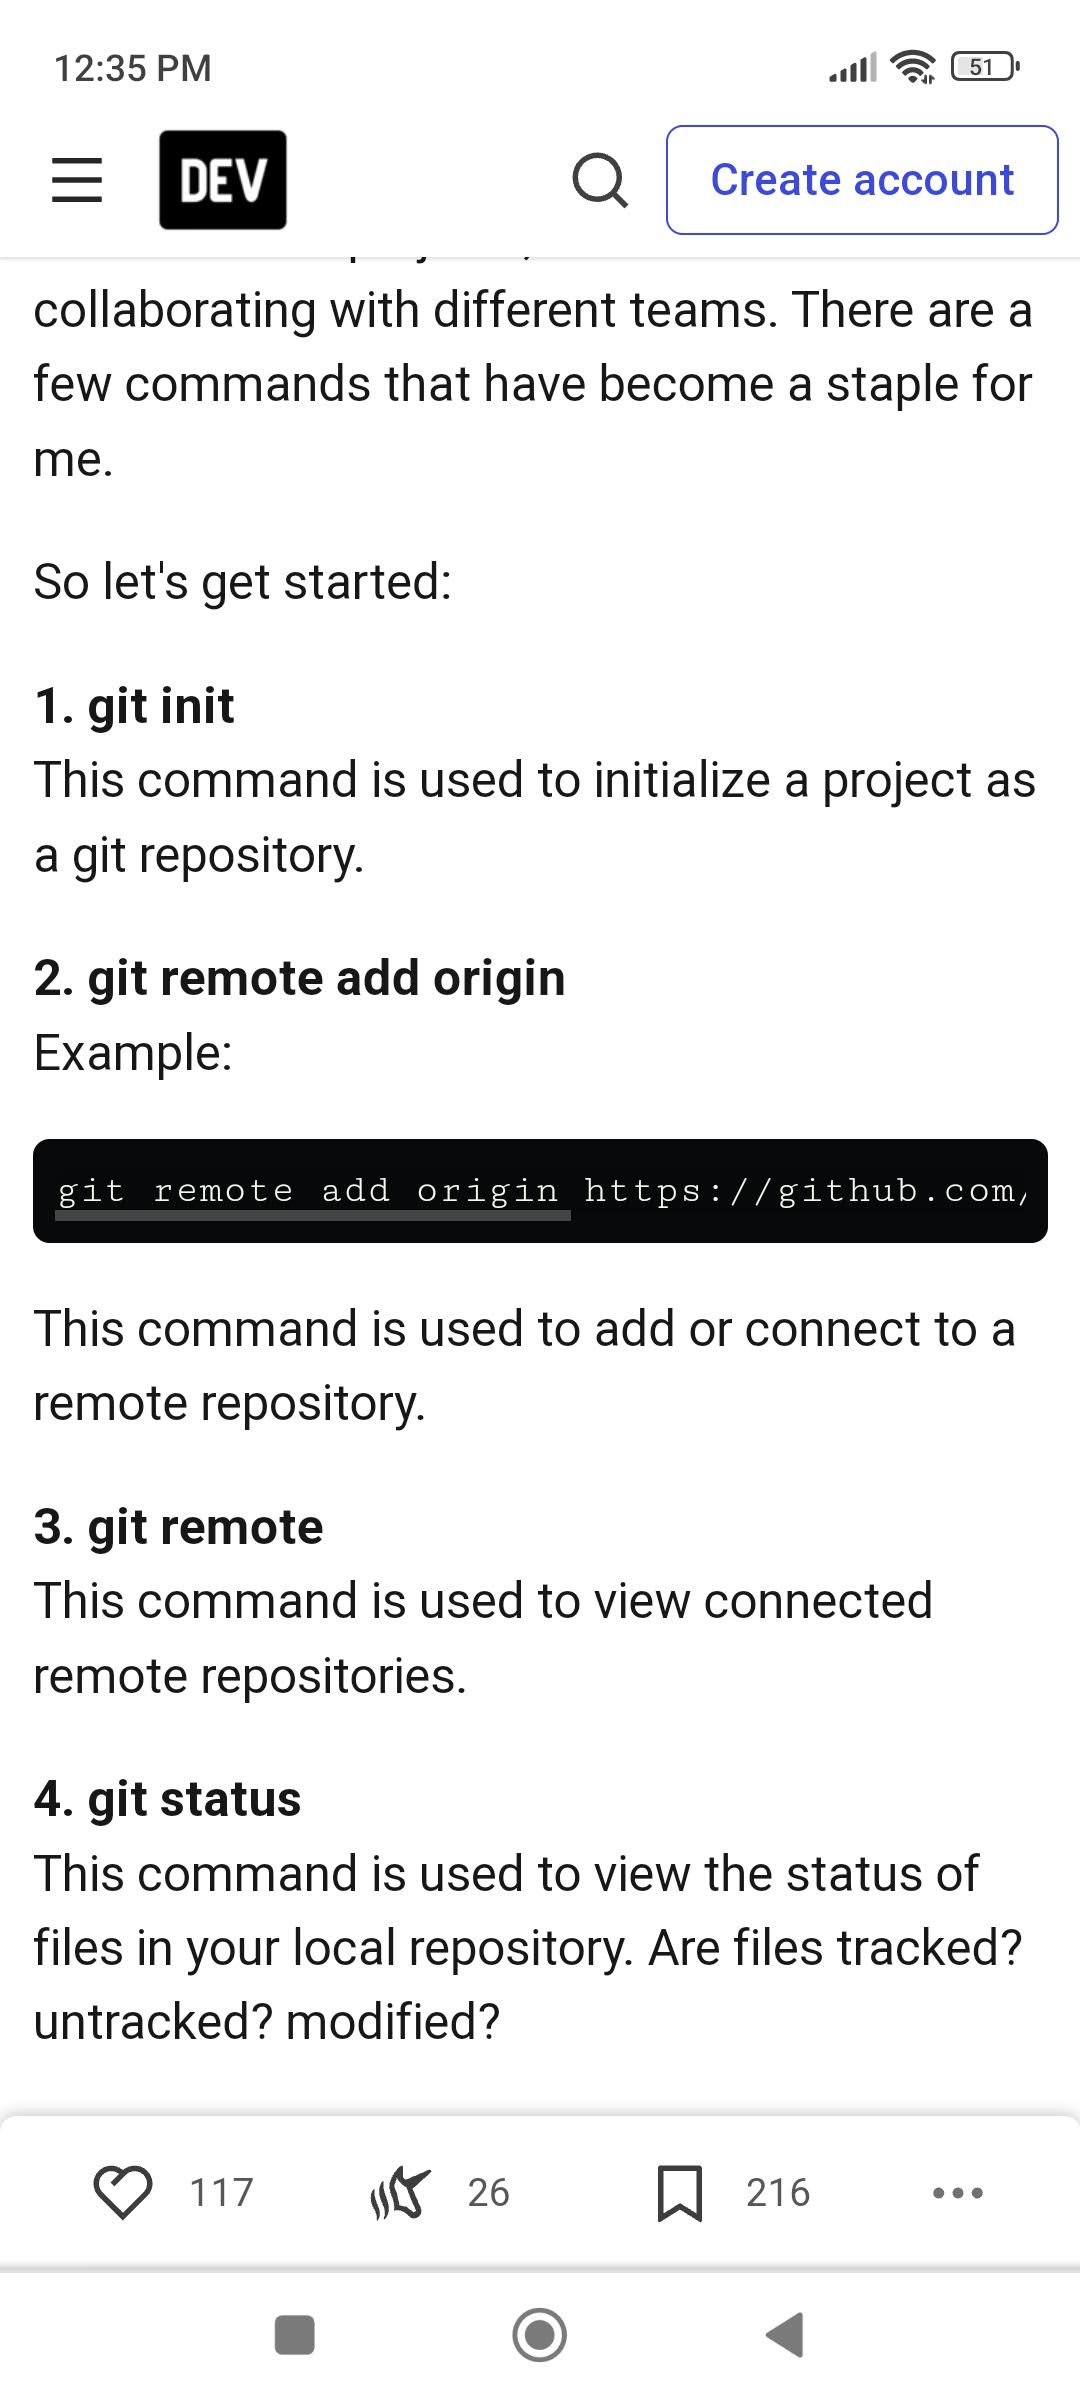 12:35 PM
51
DEV
Create account
collaborating with different teams. There are a
few commands that have become a staple for
me.
So let's get started:
1. git init
This command is used to initialize a project as
a git repository.
2. git remote add origin
Example:
git remote add origin https://github.com/
This command is used to add or connect to a
remote repository.
3. git remote
This command is used to view connected
remote repositories.
4. git status
This command is used to view the status of
files in your local repository. Are files tracked?
untracked? modified?
117
26
216